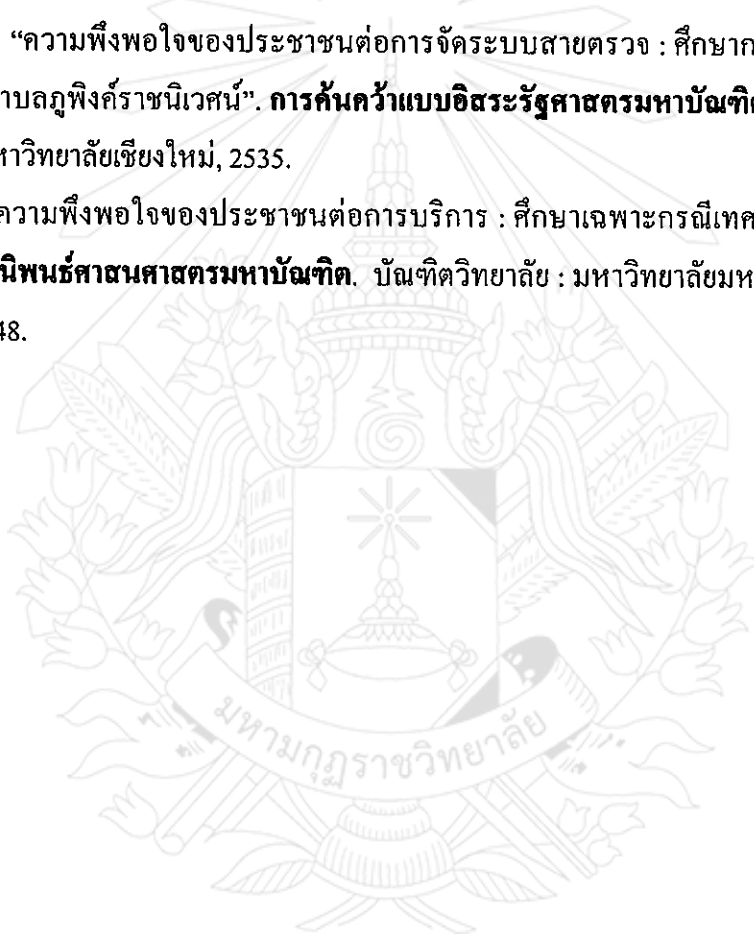 “ความพึงพอใจของประชาชนต่อการจัดระบบสายตรวจ : ศึกษาก
าบลภูพิงค์ราชนิเวศน์”. การค้นคว้าแบบอิสระรัฐศาสตรมหาบัณฑิต
หาวิทยาลัยเชียงใหม่, 2535.
ความพึงพอใจของประชาชนต่อการบริการ : ศึกษาเฉพาะกรณีเทศ
นิพนธ์ศาสนศาสตรมหาบัณฑิต. บัณฑิตวิทยาลัย : มหาวิทยาลัยมห
48.
มหามกุฏราชวิทยาลัย